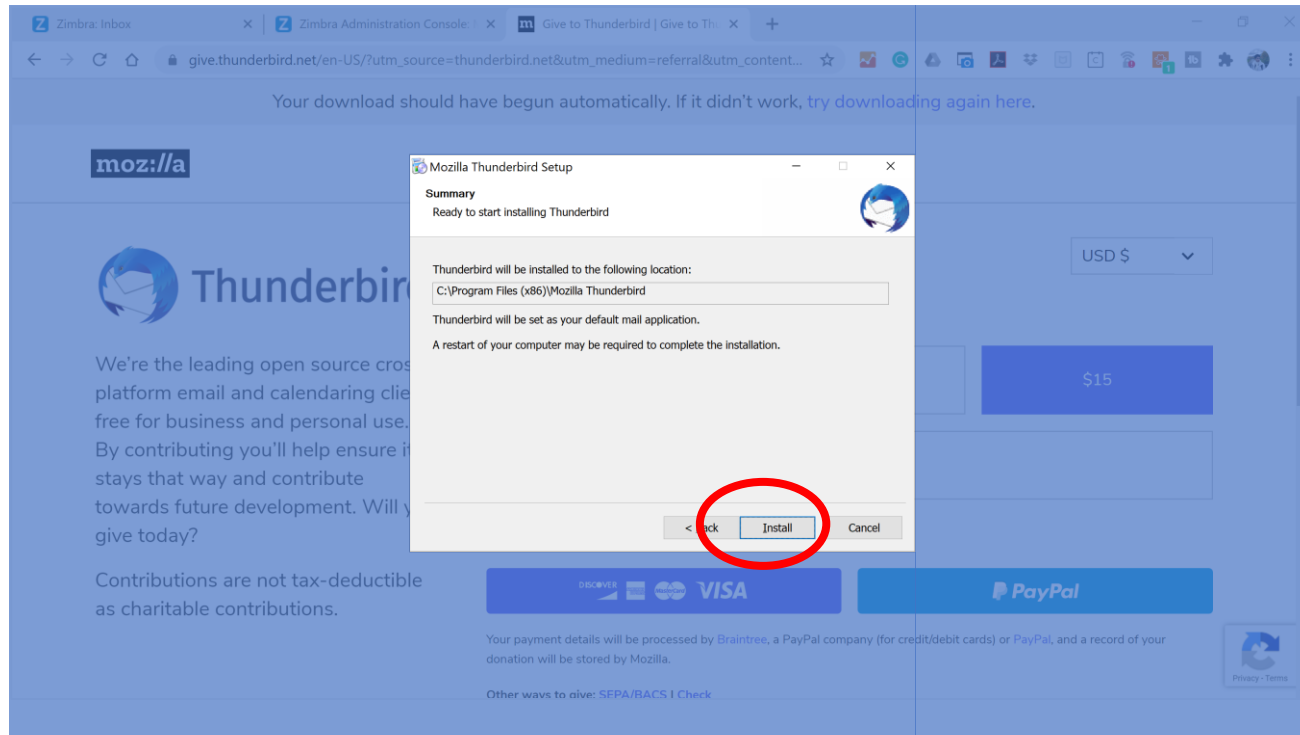 Zimbra: Inbox
Zimbra Administration Console:
Give to Thunderbird | Give to Th
give.thunderbird.net/en-US/?utm_source=thunderbird.net&utm_medium=referral&utm_content...
Your download should have begun automatically. If it didn't work, try downloading again here.
moz://a
Mozilla Thunderbird Setup
Summary
Ready to start installing Thunderbird
Thunderbird will be installed to the following location:
C:\Program Files (x86)\Mozilla Thunderbird
Thunderbird will be set as your default mail application.
A restart of your computer may be required to complete the installation.
< Back
Install
Cancel
Thunderbir
USD $
We're the leading open source cros
platform email and calendaring clie
free for business and personal use.
By contributing you'll help ensure it
stays that way and contribute
towards future development. Will y
give today?
Contributions are not tax-deductible
as charitable contributions.
$15
DISCOVER MasterCard VISA
PayPal
Your payment details will be processed by Braintree, a PayPal company (for credit/debit cards) or PayPal, and a record of your
donation will be stored by Mozilla.
Other ways to give: SEPA/BACS | Check
Privacy - Terms